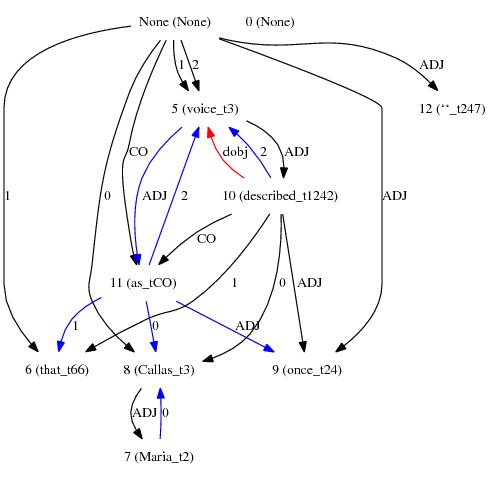 None (None) 0 (None)
1 2 ADJ
5 (voice_t3) 12 (``_t247)
CO dobj 2 ADJ
1 0 ADJ 2 10 (described_t1242) ADJ
CO
11 (as_tCO) 1 0 ADJ
1 0 ADJ
6 (that_t66) 8 (Callas_t3) 9 (once_t24)
ADJ 0
7 (Maria_t2)